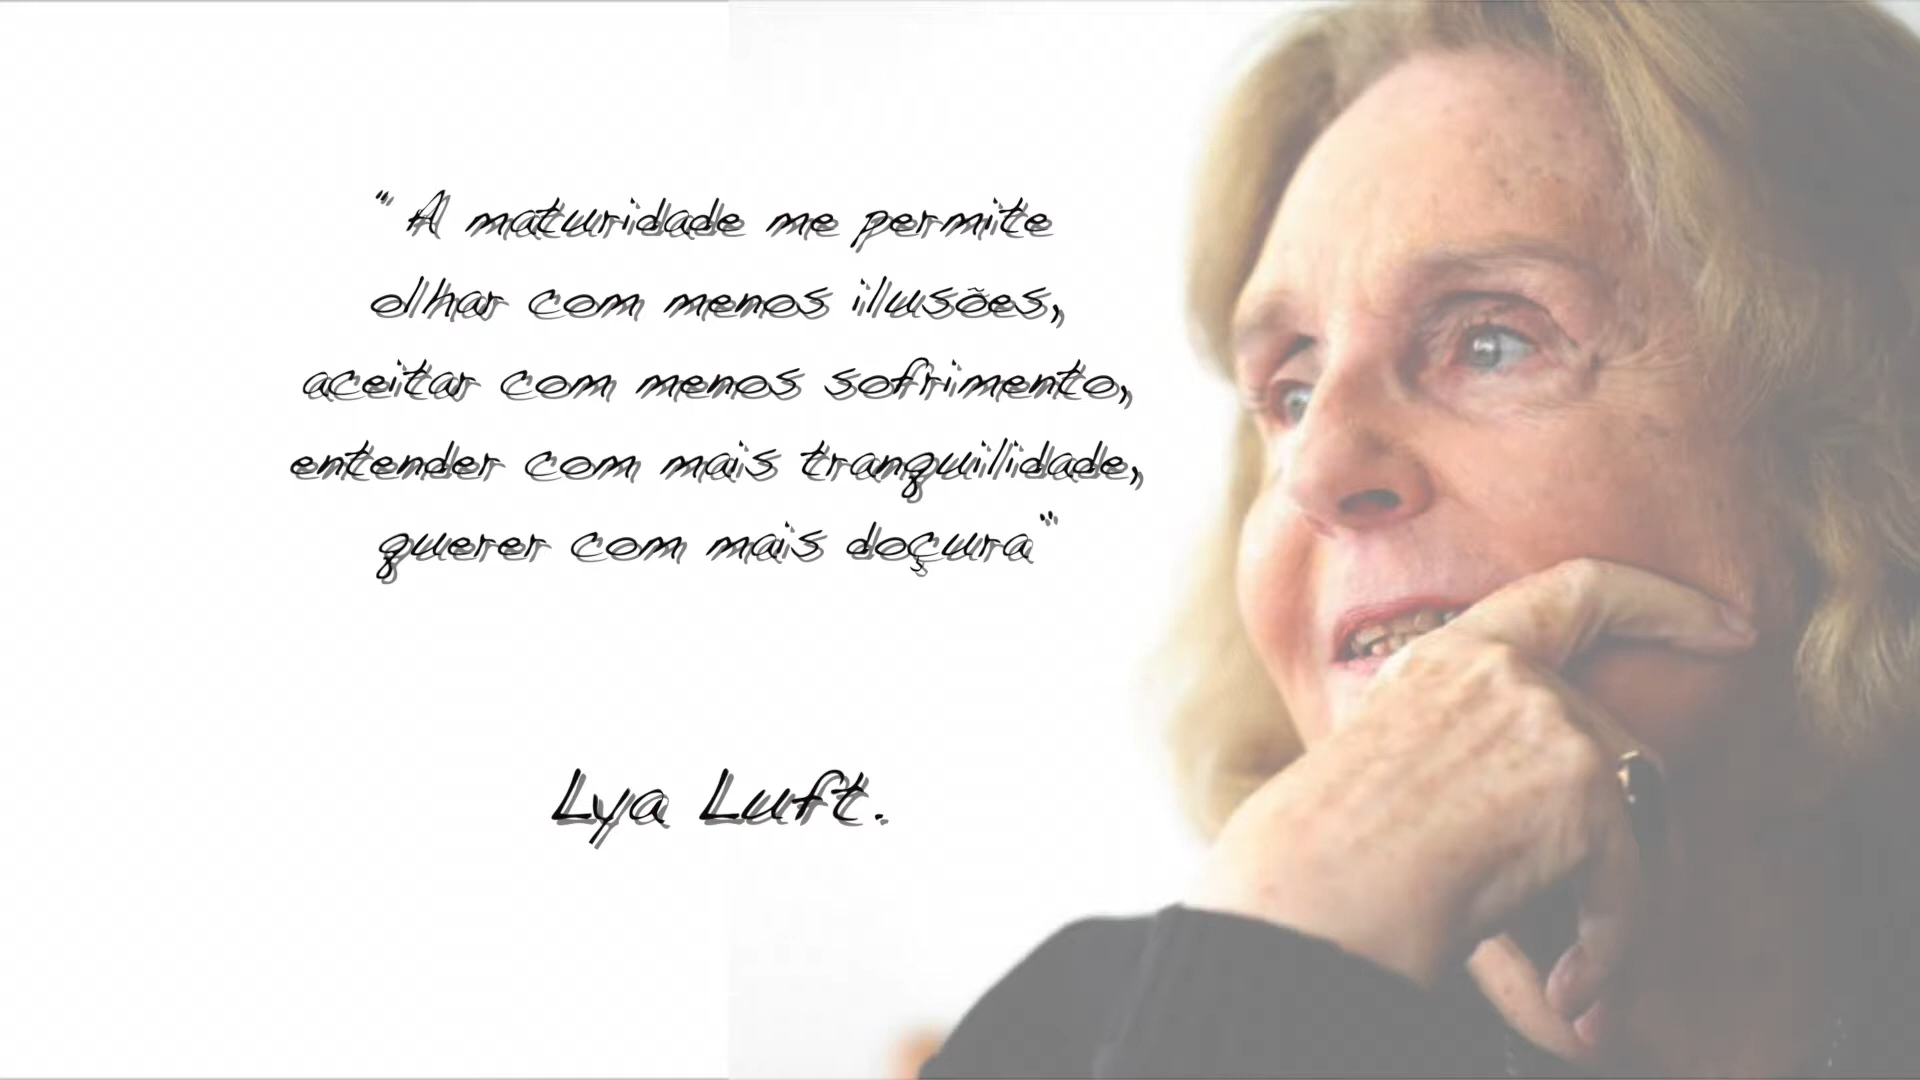 " A maturidade me permite
olhar com menos ilusões,
aceitar com menos sofrimento,
entender com mais tranquilidade,
querer com mais doçura"
Lya Luft.